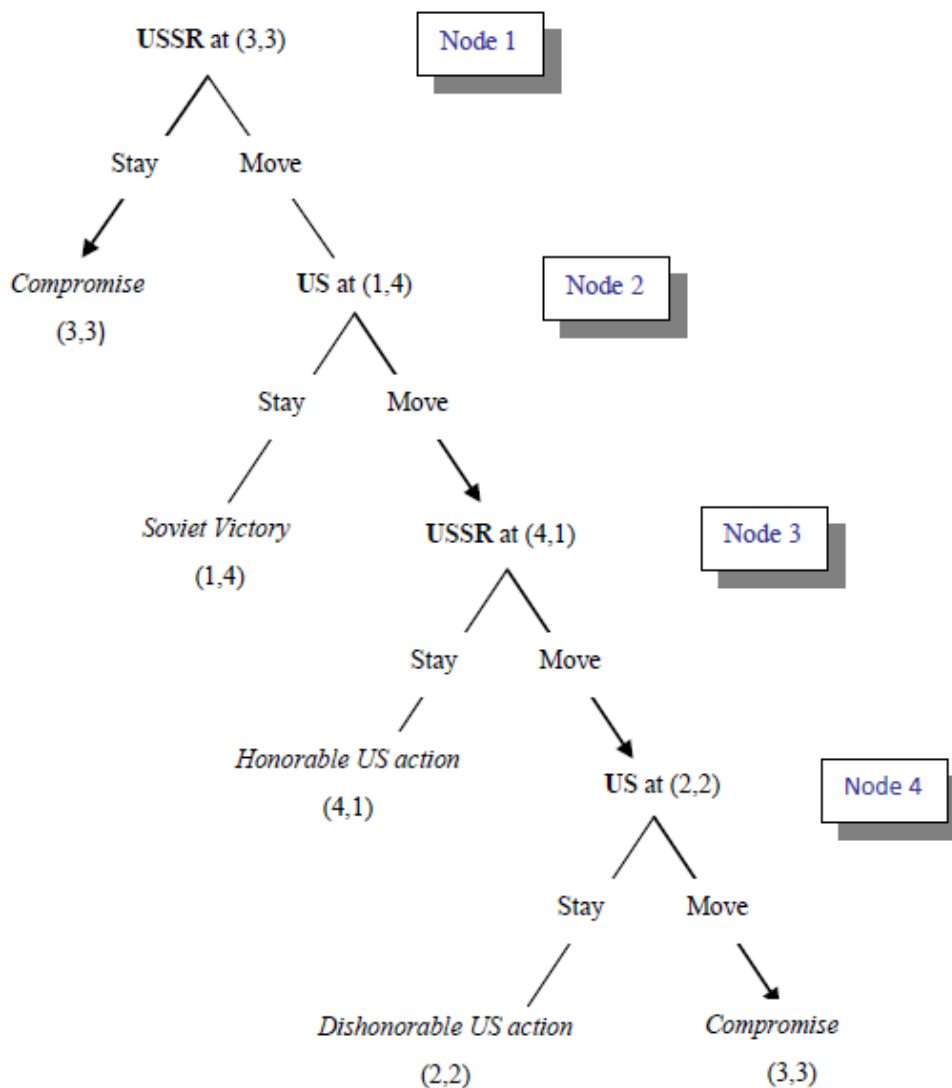 USSR at (3,3)
Node 1
Stay
Move
Compromise
(3,3)
US at (1,4)
Node 2
Stay
Move
Soviet Victory
(1,4)
USSR at (4,1)
Node 3
Stay
Move
Honorable US action
(4,1)
US at (2,2)
Node 4
Stay
Move
Dishonorable US action
(2,2)
Compromise
(3,3)